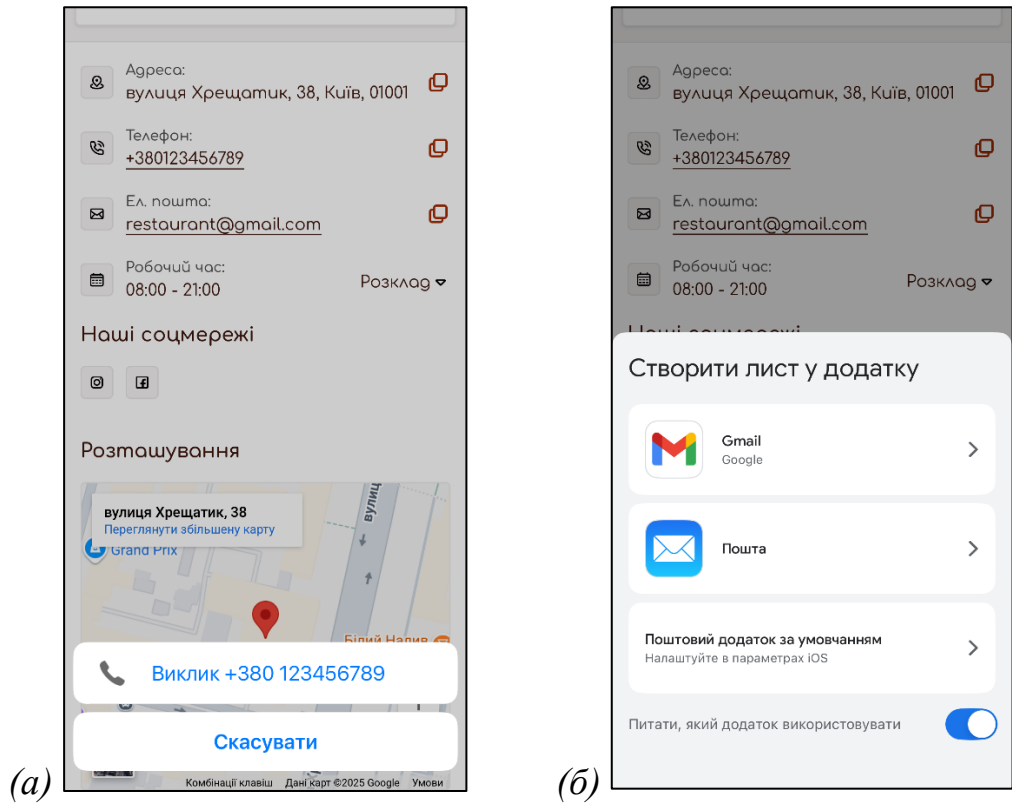 Адреса:
вулиця Хрещатик, 38, Київ, 01001
Телефон:
+380123456789
Ел. пошта:
restaurant@gmail.com
Робочий час:
08:00 - 21:00
Розклад
Наші соцмережі
Розташування
вулиця Хрещатик, 38
Переглянути збільшену карту
Grand Prix
вулиц
Білий Налив
Виклик +380 123456789
Скасувати
Комбінації клавіш Дані карт ©2025 Google Умови
(а)
Адреса:
вулиця Хрещатик, 38, Київ, 01001
Телефон:
+380123456789
Ел. пошта:
restaurant@gmail.com
Робочий час:
08:00 - 21:00
Розклад
Наші соцмережі
Створити лист у додатку
Gmail
Google
Пошта
Поштовий додаток за умовчанням
Налаштуйте в параметрах iOS
Питати, який додаток використовувати
(б)